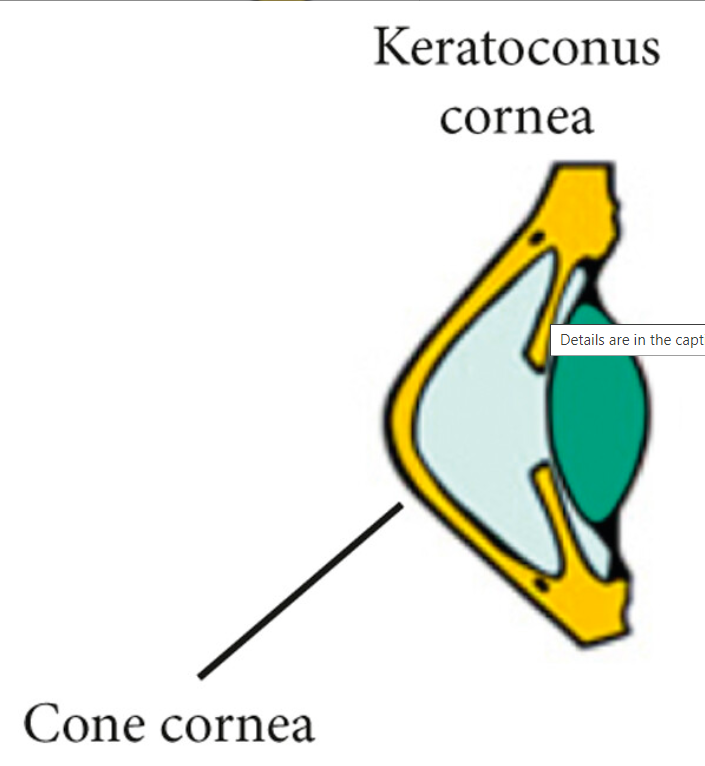 Keratoconus
cornea
Details are in the capt
Cone cornea